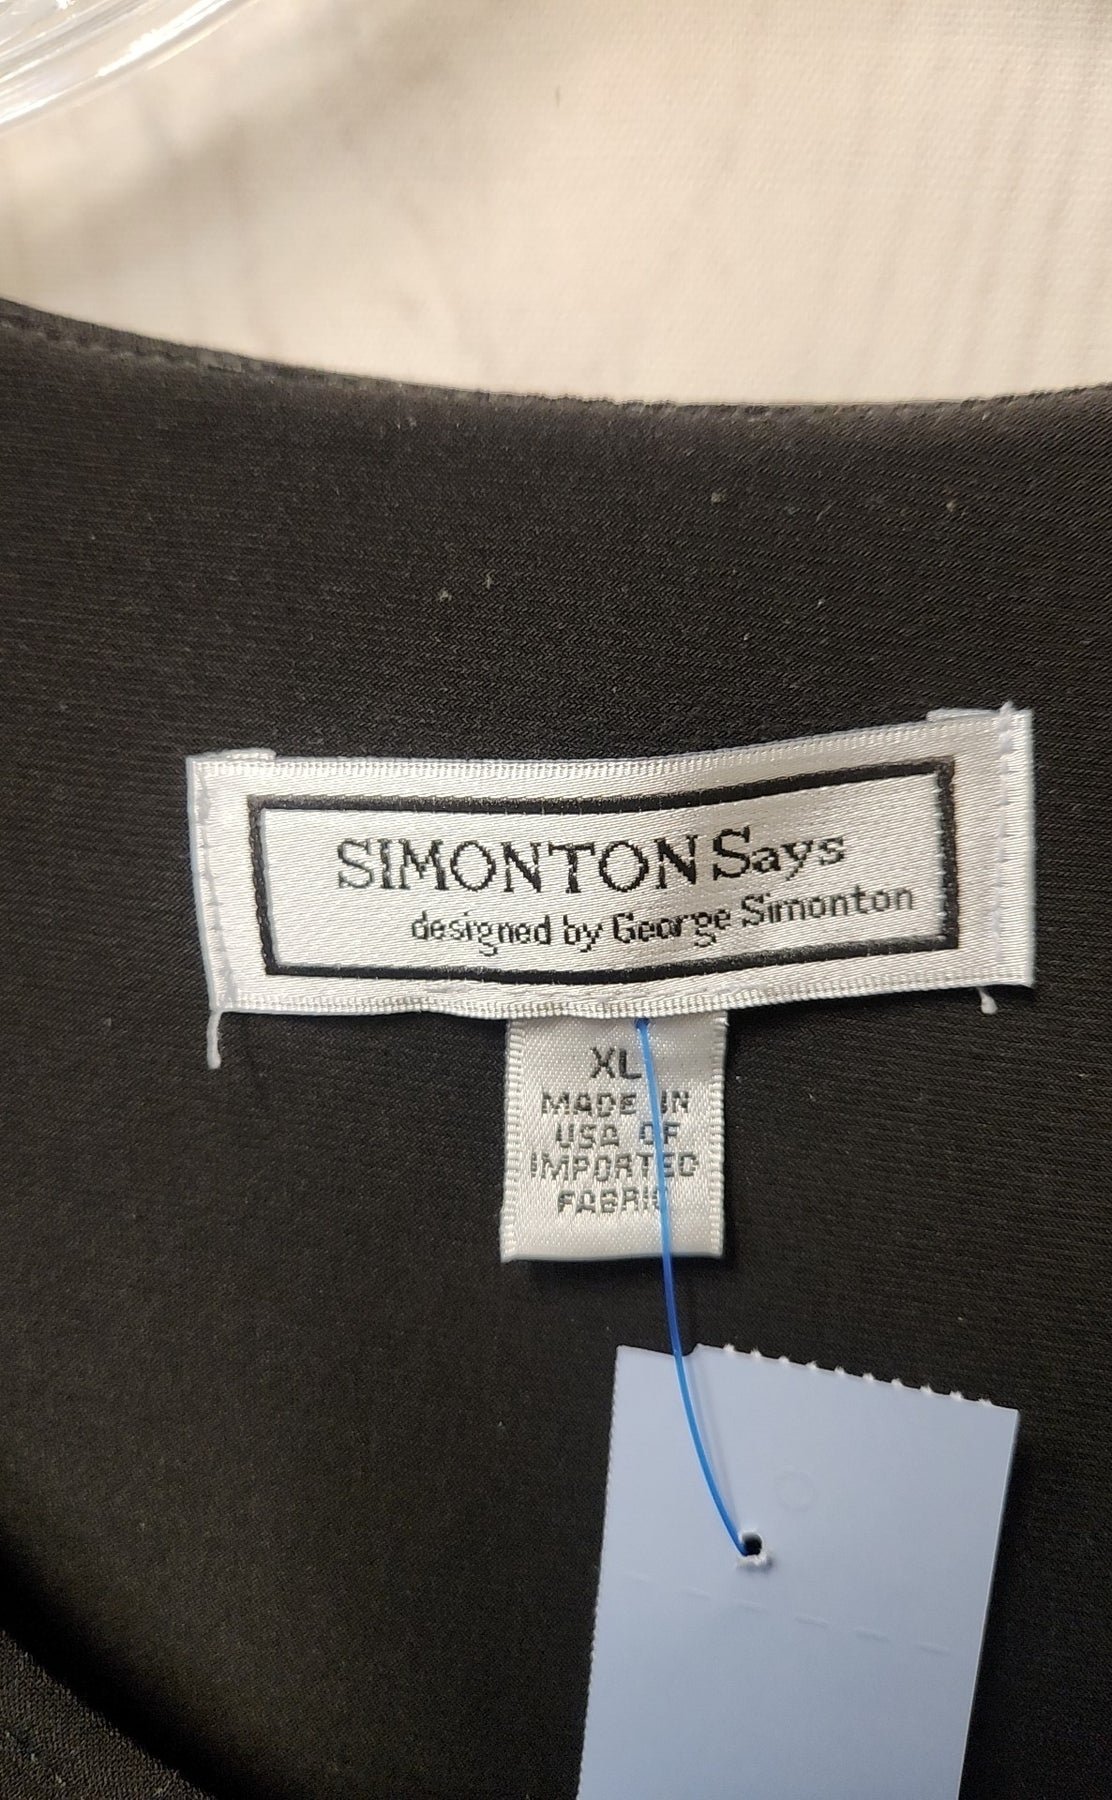 SIMONTON Says
designed by George Simonton
XL
MADE IN
USA OF
IMPORTED
FABRIC